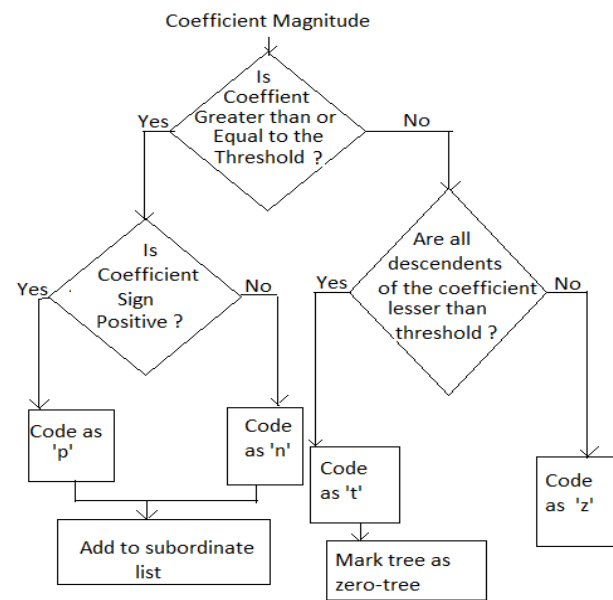 Coefficient Magnitude
Is
Coeffient
Greater than or
Equal to the
Threshold ?
Yes
No
Is
Coefficient
Sign
Positive ?
Yes
No
Are all
descendents
of the coefficient
lesser than
threshold ?
Yes
No
Code as
'p'
Code
as 'n'
Code
as 't'
Code
as 'z'
Add to subordinate
list
Mark tree as
zero-tree